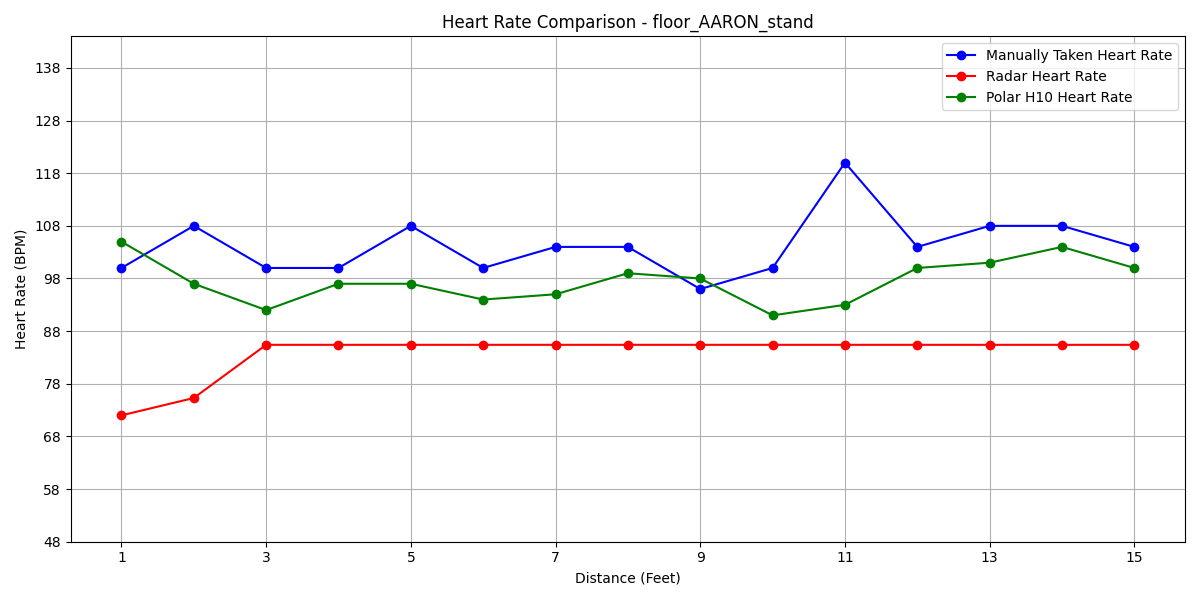 Heart Rate Comparison - floor_AARON_stand
Manually Taken Heart Rate
Radar Heart Rate
Polar H10 Heart Rate
Heart Rate (BPM)
138
128
118
108
98
88
78
68
58
48
1 3 5 7 9 11 13 15
Distance (Feet)